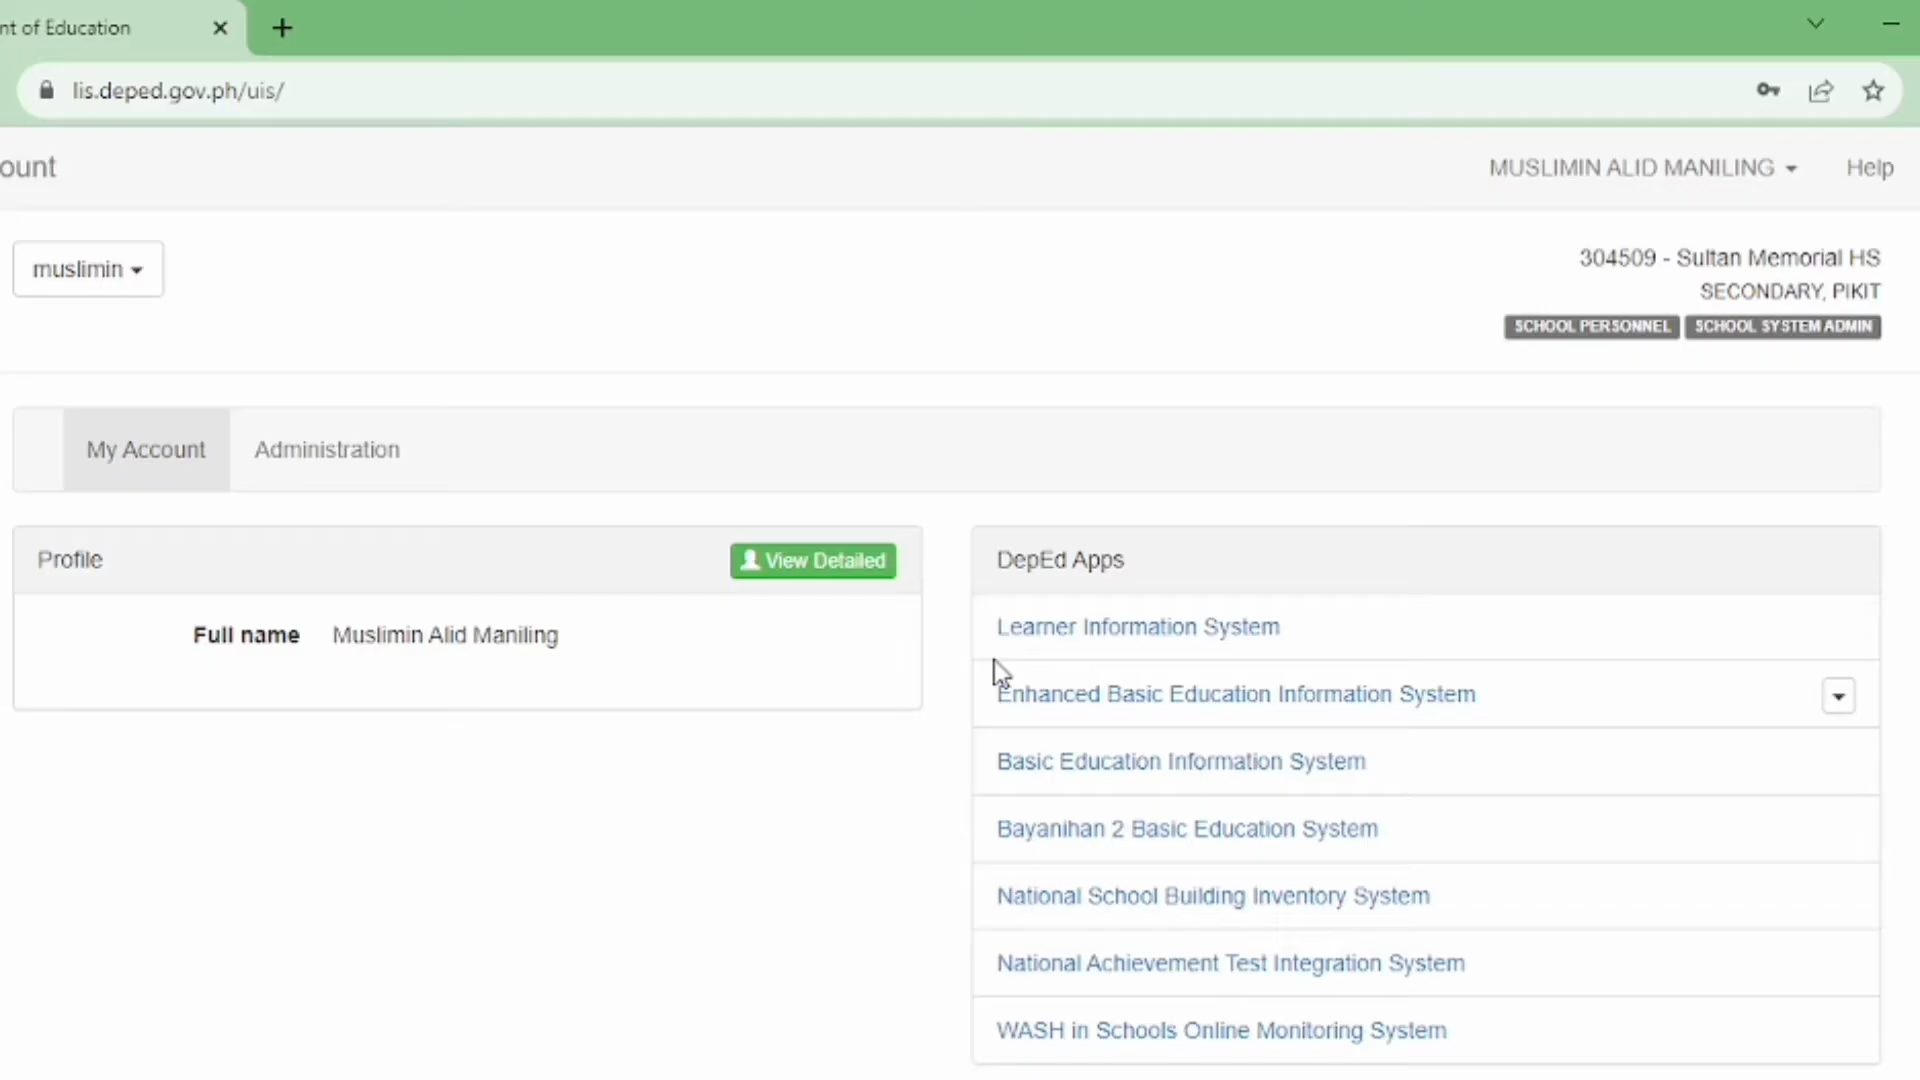 nt of Education
lis.deped.gov.ph/uis/
ount
MUSLIMIN ALID MANILING
Help
muslimin
304509 - Sultan Memorial HS
SECONDARY, PIKIT
SCHOOL PERSONNEL SCHOOL SYSTEM ADMIN
My Account
Administration
Profile
View Detailed
Full name Muslimin Alid Maniling
DepEd Apps
Learner Information System
Enhanced Basic Education Information System
Basic Education Information System
Bayanihan 2 Basic Education System
National School Building Inventory System
National Achievement Test Integration System
WASH in Schools Online Monitoring System